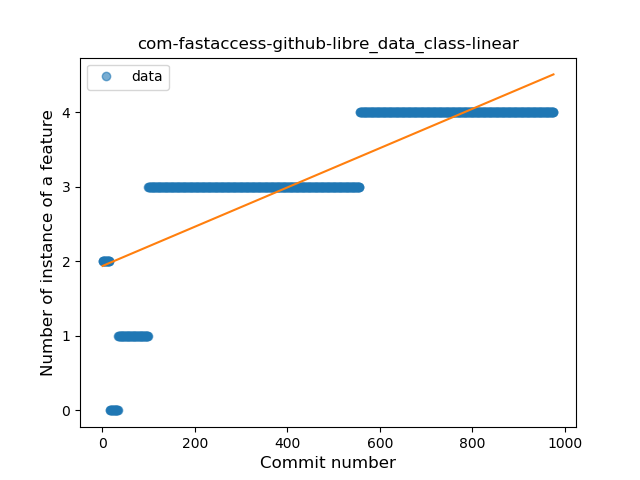 com-fastaccess-github-libre_data_class-linear
data
Number of instance of a feature
4
3
2
1
0
0 200 400 600 800 1000
Commit number